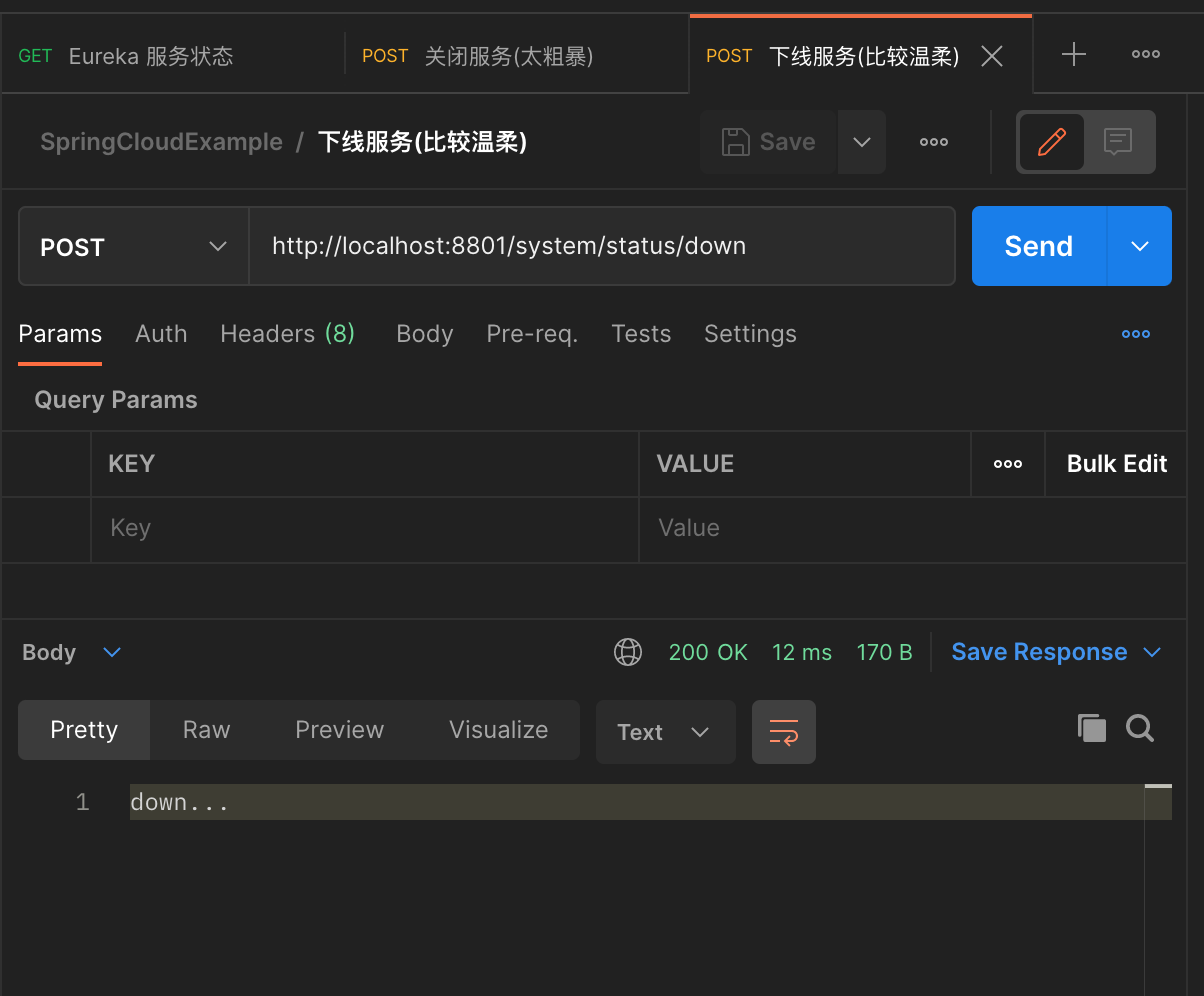 GET Eureka 服务状态 POST 关闭服务(太粗暴) POST 下线服务(比较温柔)
SpringCloudExample / 下线服务(比较温柔) Save
POST http://localhost:8801/system/status/down Send
Params Auth Headers (8) Body Pre-req. Tests Settings
Query Params
KEY VALUE Bulk Edit
Key Value
Body 200 OK 12 ms 170 B Save Response
Pretty Raw Preview Visualize Text
1 down...